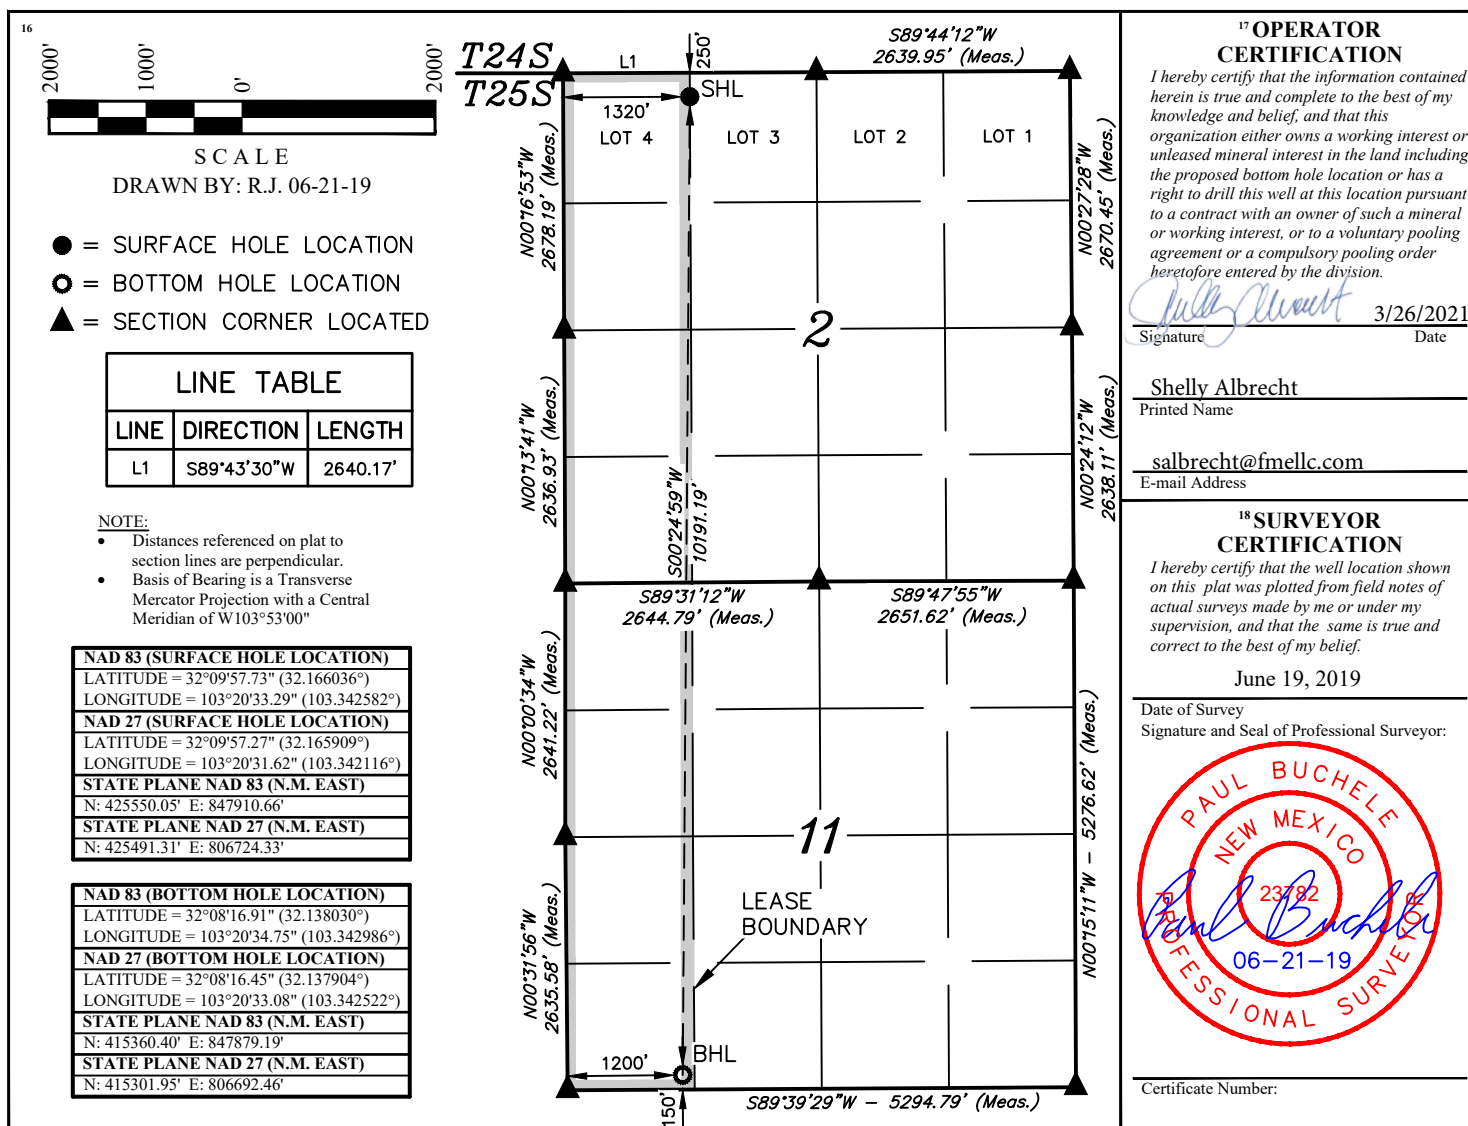 16
2000'
1000'
0'
2000'
SCALE
DRAWN BY: R.J. 06-21-19
= SURFACE HOLE LOCATION
= BOTTOM HOLE LOCATION
= SECTION CORNER LOCATED
LINE TABLE
LINE DIRECTION LENGTH
L1 S89°43'30"W 2640.17'
NOTE:
• Distances referenced on plat to
section lines are perpendicular.
• Basis of Bearing is a Transverse
Mercator Projection with a Central
Meridian of W103°53'00"
NAD 83 (SURFACE HOLE LOCATION)
LATITUDE = 32°09'57.73" (32.166036°)
LONGITUDE = 103°20'33.29" (103.342582°)
NAD 27 (SURFACE HOLE LOCATION)
LATITUDE = 32°09'57.27" (32.165909°)
LONGITUDE = 103°20'31.62" (103.342116°)
STATE PLANE NAD 83 (N.M. EAST)
N: 425550.05' E: 847910.66'
STATE PLANE NAD 27 (N.M. EAST)
N: 425491.31' E: 806724.33'
NAD 83 (BOTTOM HOLE LOCATION)
LATITUDE = 32°08'16.91" (32.138030°)
LONGITUDE = 103°20'34.75" (103.342986°)
NAD 27 (BOTTOM HOLE LOCATION)
LATITUDE = 32°08'16.45" (32.137904°)
LONGITUDE = 103°20'33.08" (103.342522°)
STATE PLANE NAD 83 (N.M. EAST)
N: 415360.40' E: 847879.19'
STATE PLANE NAD 27 (N.M. EAST)
N: 415301.95' E: 806692.46'
T24S
T25S
L1
250'
S89°44'12"W
2639.95' (Meas.)
SHL
1320'
LOT 4
LOT 3
LOT 2
LOT 1
N00°16'53"W
2678.19' (Meas.)
N00°27'28"W
2670.45' (Meas.)
2
N00°13'41"W
2636.93' (Meas.)
S00°24'59"W
10191.19'
N00°24'12"W
2638.11' (Meas.)
S89°31'12"W
2644.79' (Meas.)
S89°47'55"W
2651.62' (Meas.)
N00°00'34"W
2641.22' (Meas.)
N00°15'11"W – 5276.62' (Meas.)
11
LEASE
BOUNDARY
N00°31'56"W
2635.58' (Meas.)
1200'
BHL
150'
S89°39'29"W – 5294.79' (Meas.)
17 OPERATOR
CERTIFICATION
I hereby certify that the information contained
herein is true and complete to the best of my
knowledge and belief, and that this
organization either owns a working interest or
unleased mineral interest in the land including
the proposed bottom hole location or has a
right to drill this well at this location pursuant
to a contract with an owner of such a mineral
or working interest, or to a voluntary pooling
agreement or a compulsory pooling order
heretofore entered by the division.
3/26/2021
Signature Date
Shelly Albrecht
Printed Name
salbrecht@fmellc.com
E-mail Address
18 SURVEYOR
CERTIFICATION
I hereby certify that the well location shown
on this plat was plotted from field notes of
actual surveys made by me or under my
supervision, and that the same is true and
correct to the best of my belief.
June 19, 2019
Date of Survey
Signature and Seal of Professional Surveyor:
PAUL BUCHELE
NEW MEXICO
23782
Paul Buchele
06-21-19
PROFESSIONAL SURVEYOR
Certificate Number: